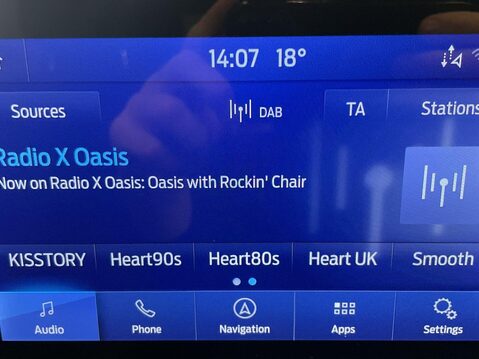 14:07 18°
Sources DAB TA Stations
Radio X Oasis
Now on Radio X Oasis: Oasis with Rockin' Chair
KISSTORY Heart90s Heart80s Heart UK Smooth
Audio Phone Navigation Apps Settings